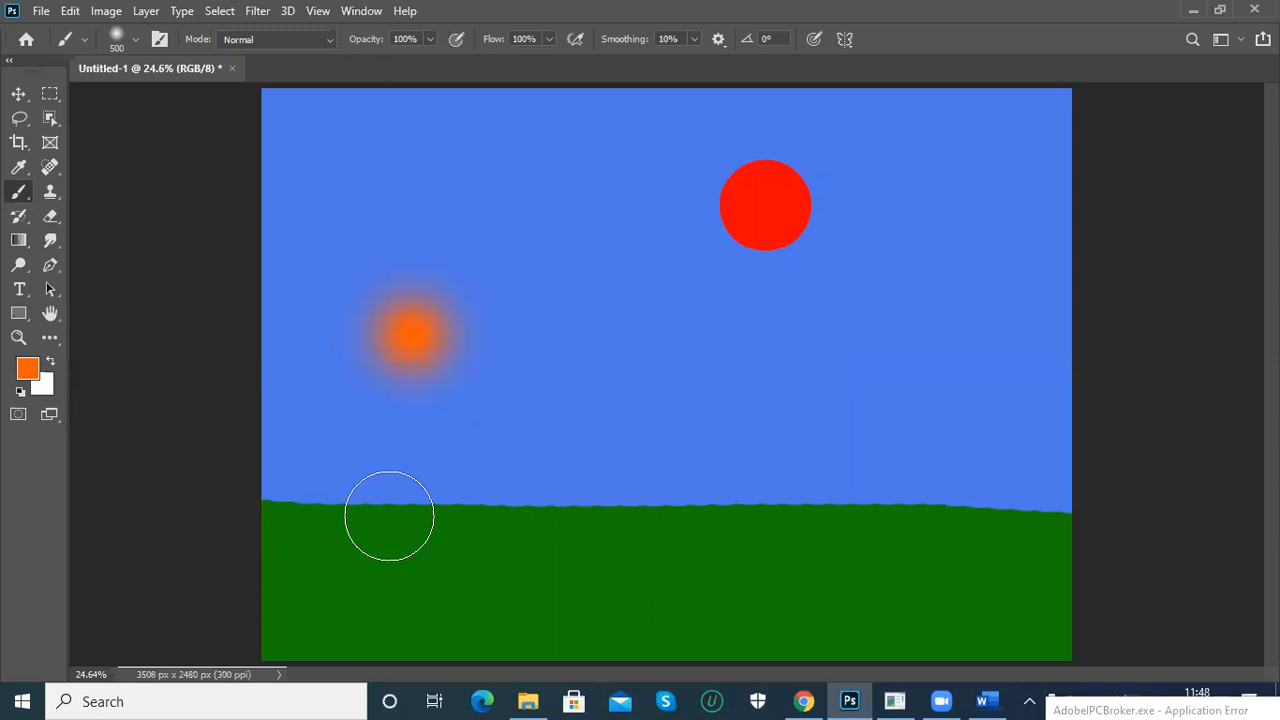 Ps File Edit Image Layer Type Select Filter 3D View Window Help
500 Mode: Normal Opacity: 100% Flow: 100% Smoothing: 10% 0°
Untitled-1 @ 24.6% (RGB/8) * ×
T
24.64% 3508 px x 2480 px (300 ppi)
Search Ps W 11:48
AdobelPCBroker.exe - Application Error